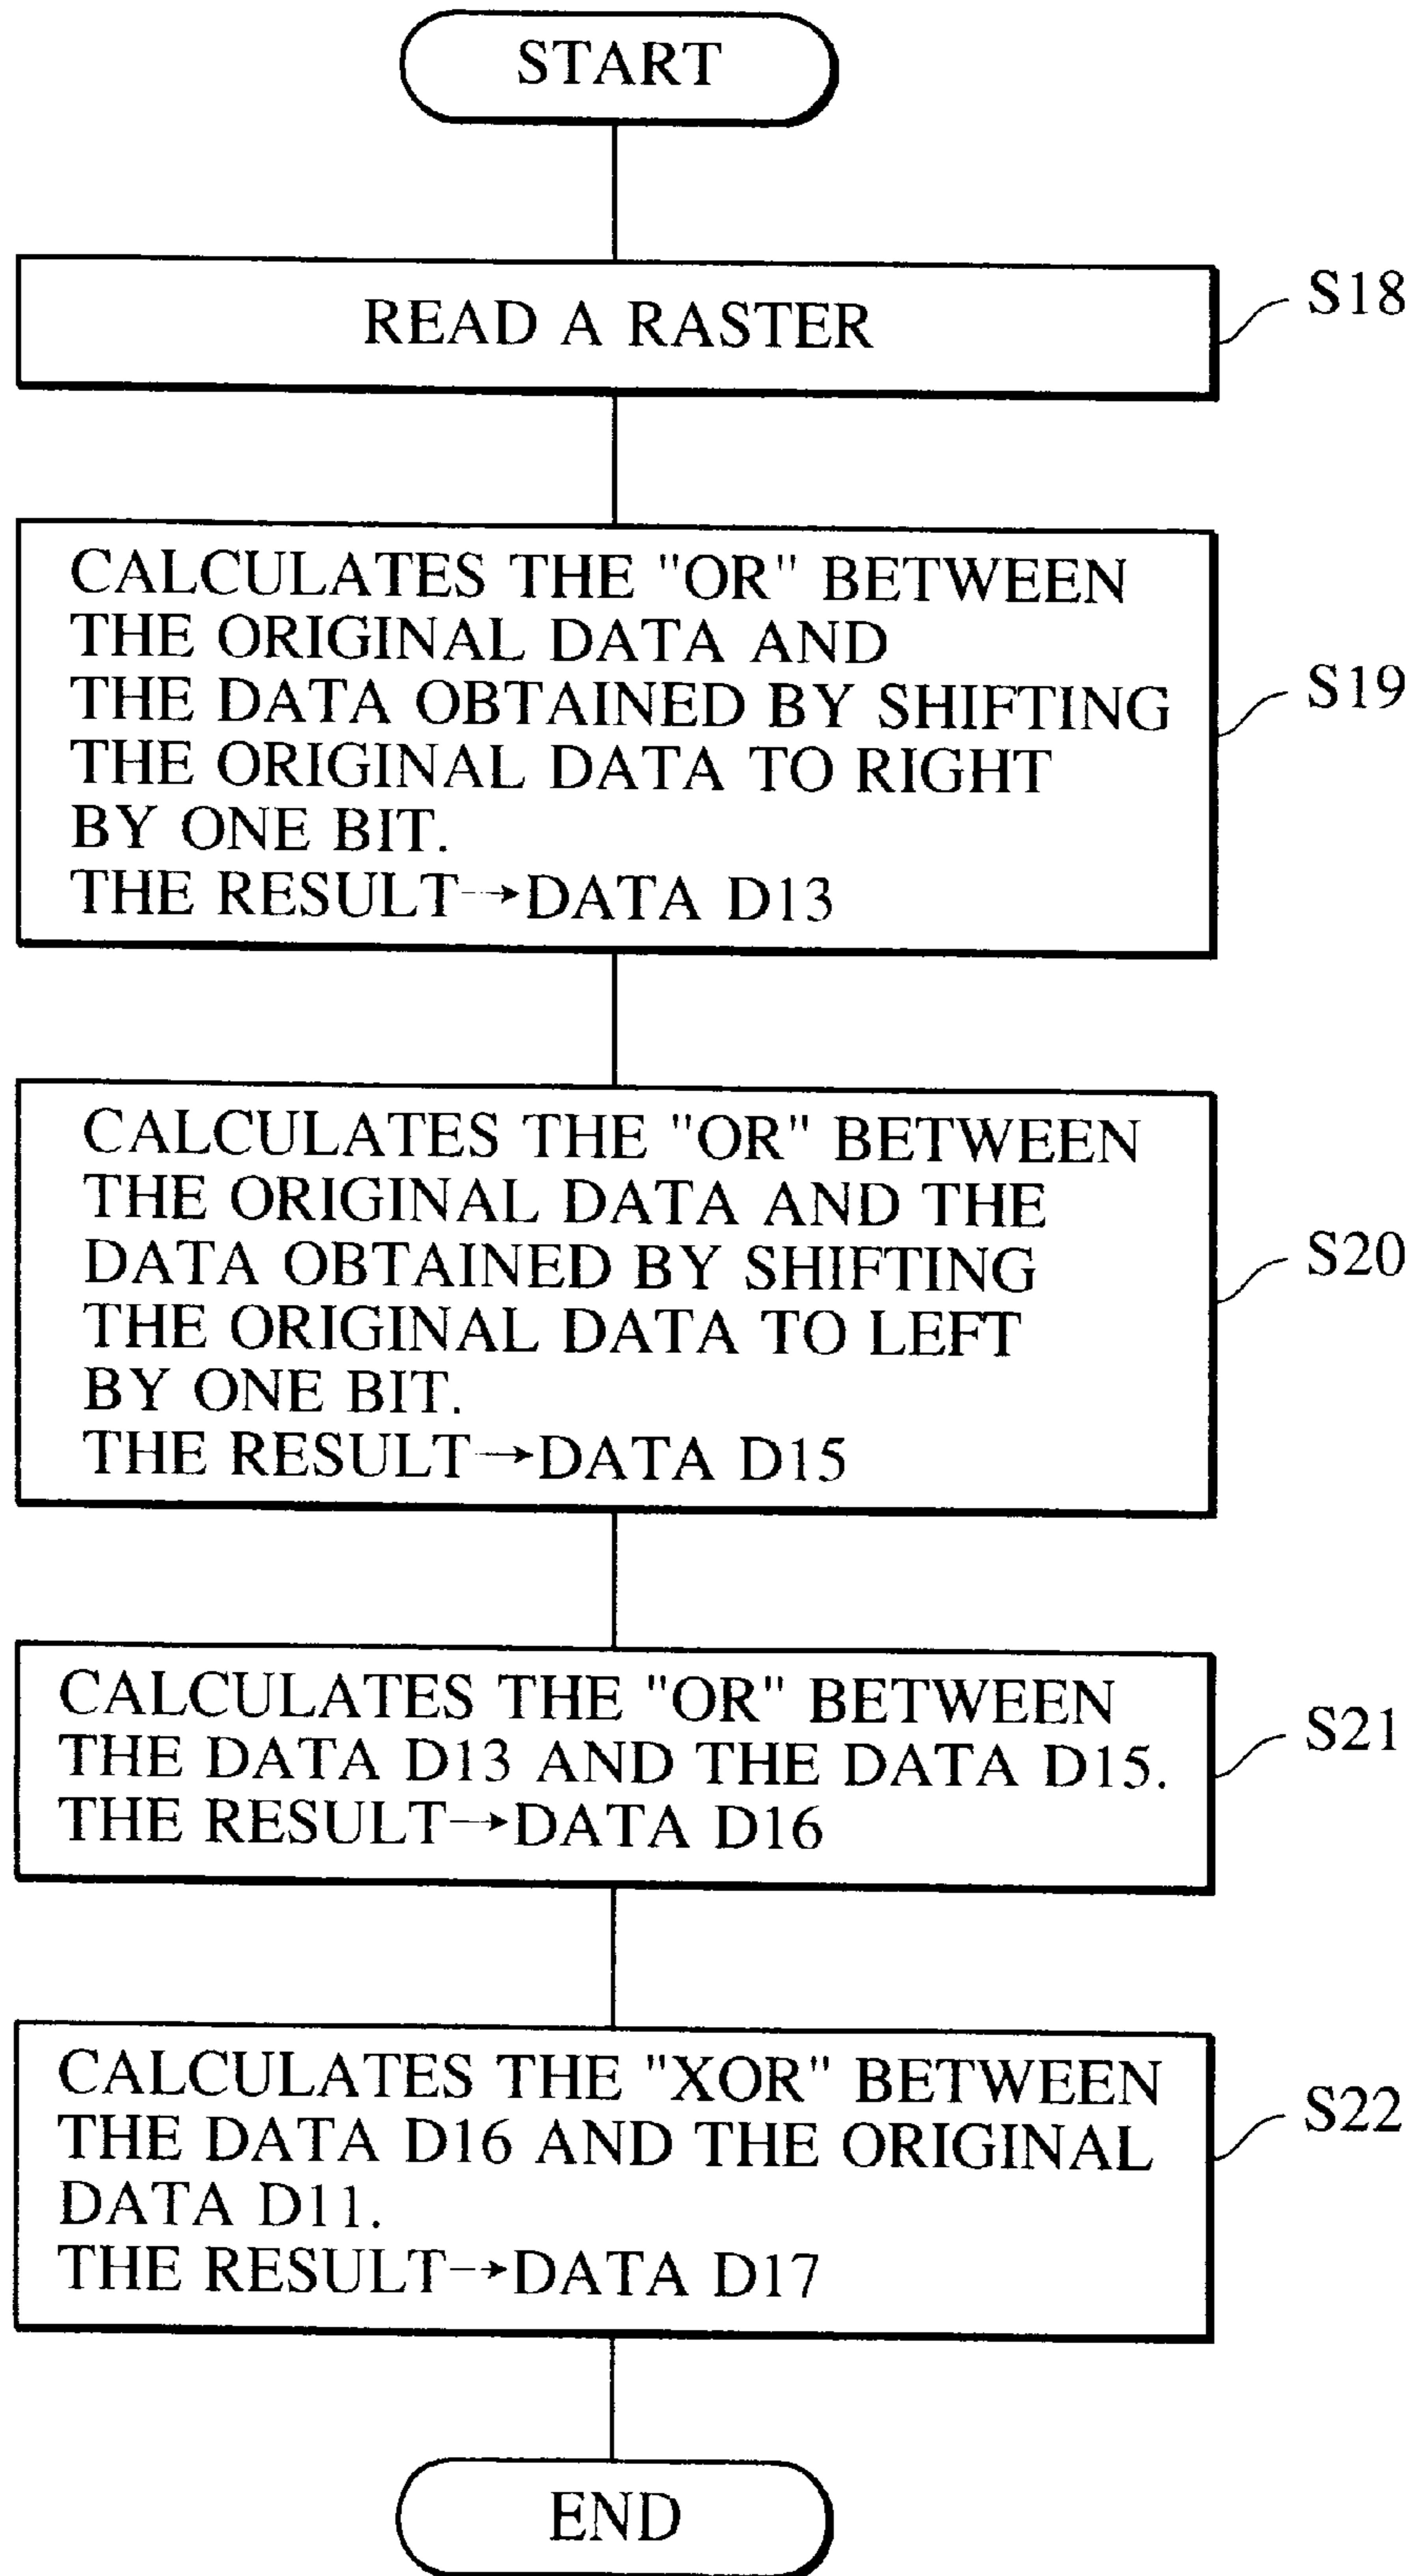 START
READ A RASTER
S18
CALCULATES THE "OR" BETWEEN
THE ORIGINAL DATA AND
THE DATA OBTAINED BY SHIFTING
THE ORIGINAL DATA TO RIGHT
BY ONE BIT.
THE RESULT→DATA D13
S19
CALCULATES THE "OR" BETWEEN
THE ORIGINAL DATA AND THE
DATA OBTAINED BY SHIFTING
THE ORIGINAL DATA TO LEFT
BY ONE BIT.
THE RESULT→DATA D15
S20
CALCULATES THE "OR" BETWEEN
THE DATA D13 AND THE DATA D15.
THE RESULT→DATA D16
S21
CALCULATES THE "XOR" BETWEEN
THE DATA D16 AND THE ORIGINAL
DATA D11.
THE RESULT→DATA D17
S22
END